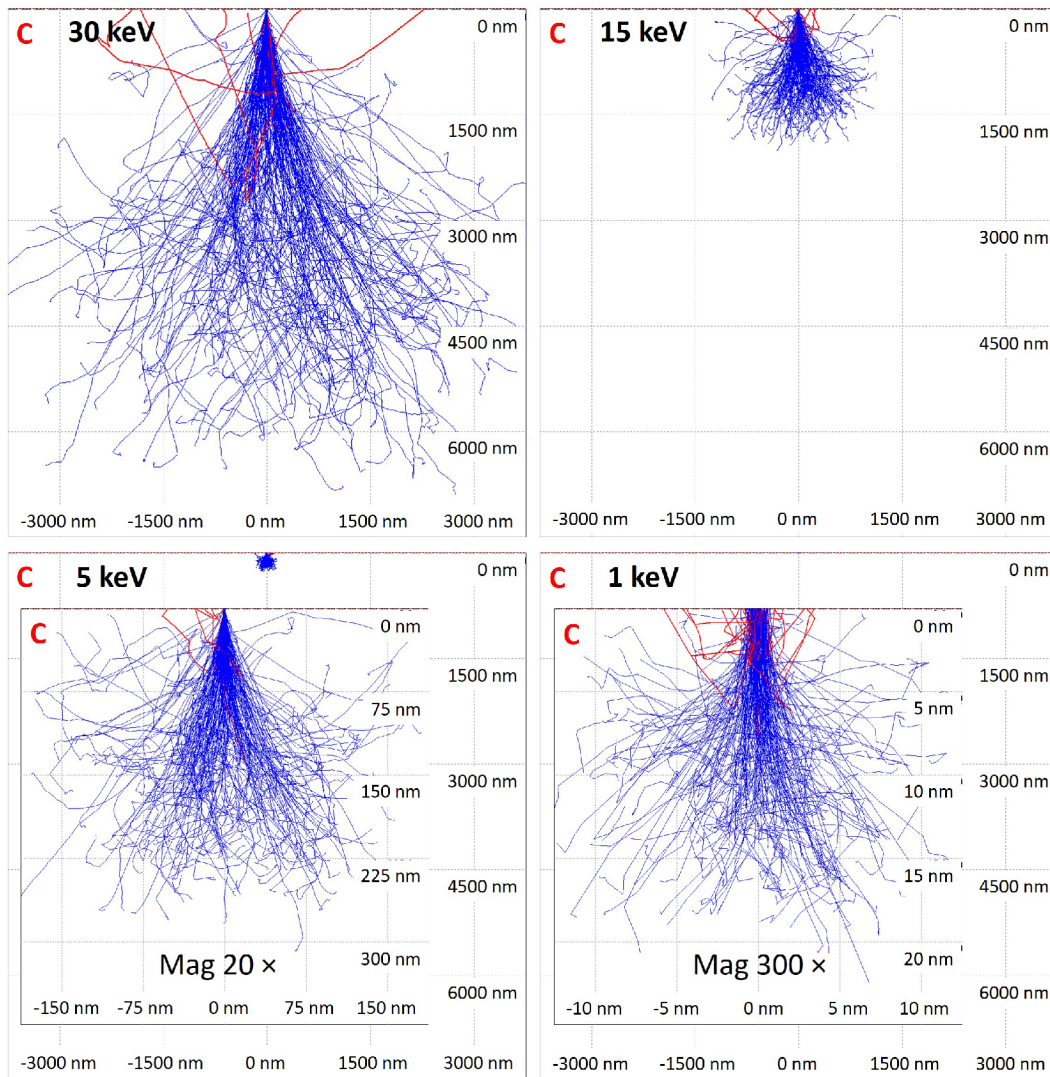 C 30 keV 0 nm
1500 nm
3000 nm
4500 nm
6000 nm
-3000 nm -1500 nm 0 nm 1500 nm 3000 nm
C 15 keV 0 nm
1500 nm
3000 nm
4500 nm
6000 nm
-3000 nm -1500 nm 0 nm 1500 nm 3000 nm
C 5 keV 0 nm
C 0 nm
1500 nm
75 nm
3000 nm
150 nm
225 nm
4500 nm
Mag 20 × 300 nm
6000 nm
-150 nm -75 nm 0 nm 75 nm 150 nm
-3000 nm -1500 nm 0 nm 1500 nm 3000 nm
C 1 keV 0 nm
C 0 nm
1500 nm
5 nm
3000 nm
10 nm
15 nm
4500 nm
Mag 300 × 20 nm
6000 nm
-10 nm -5 nm 0 nm 5 nm 10 nm
-3000 nm -1500 nm 0 nm 1500 nm 3000 nm